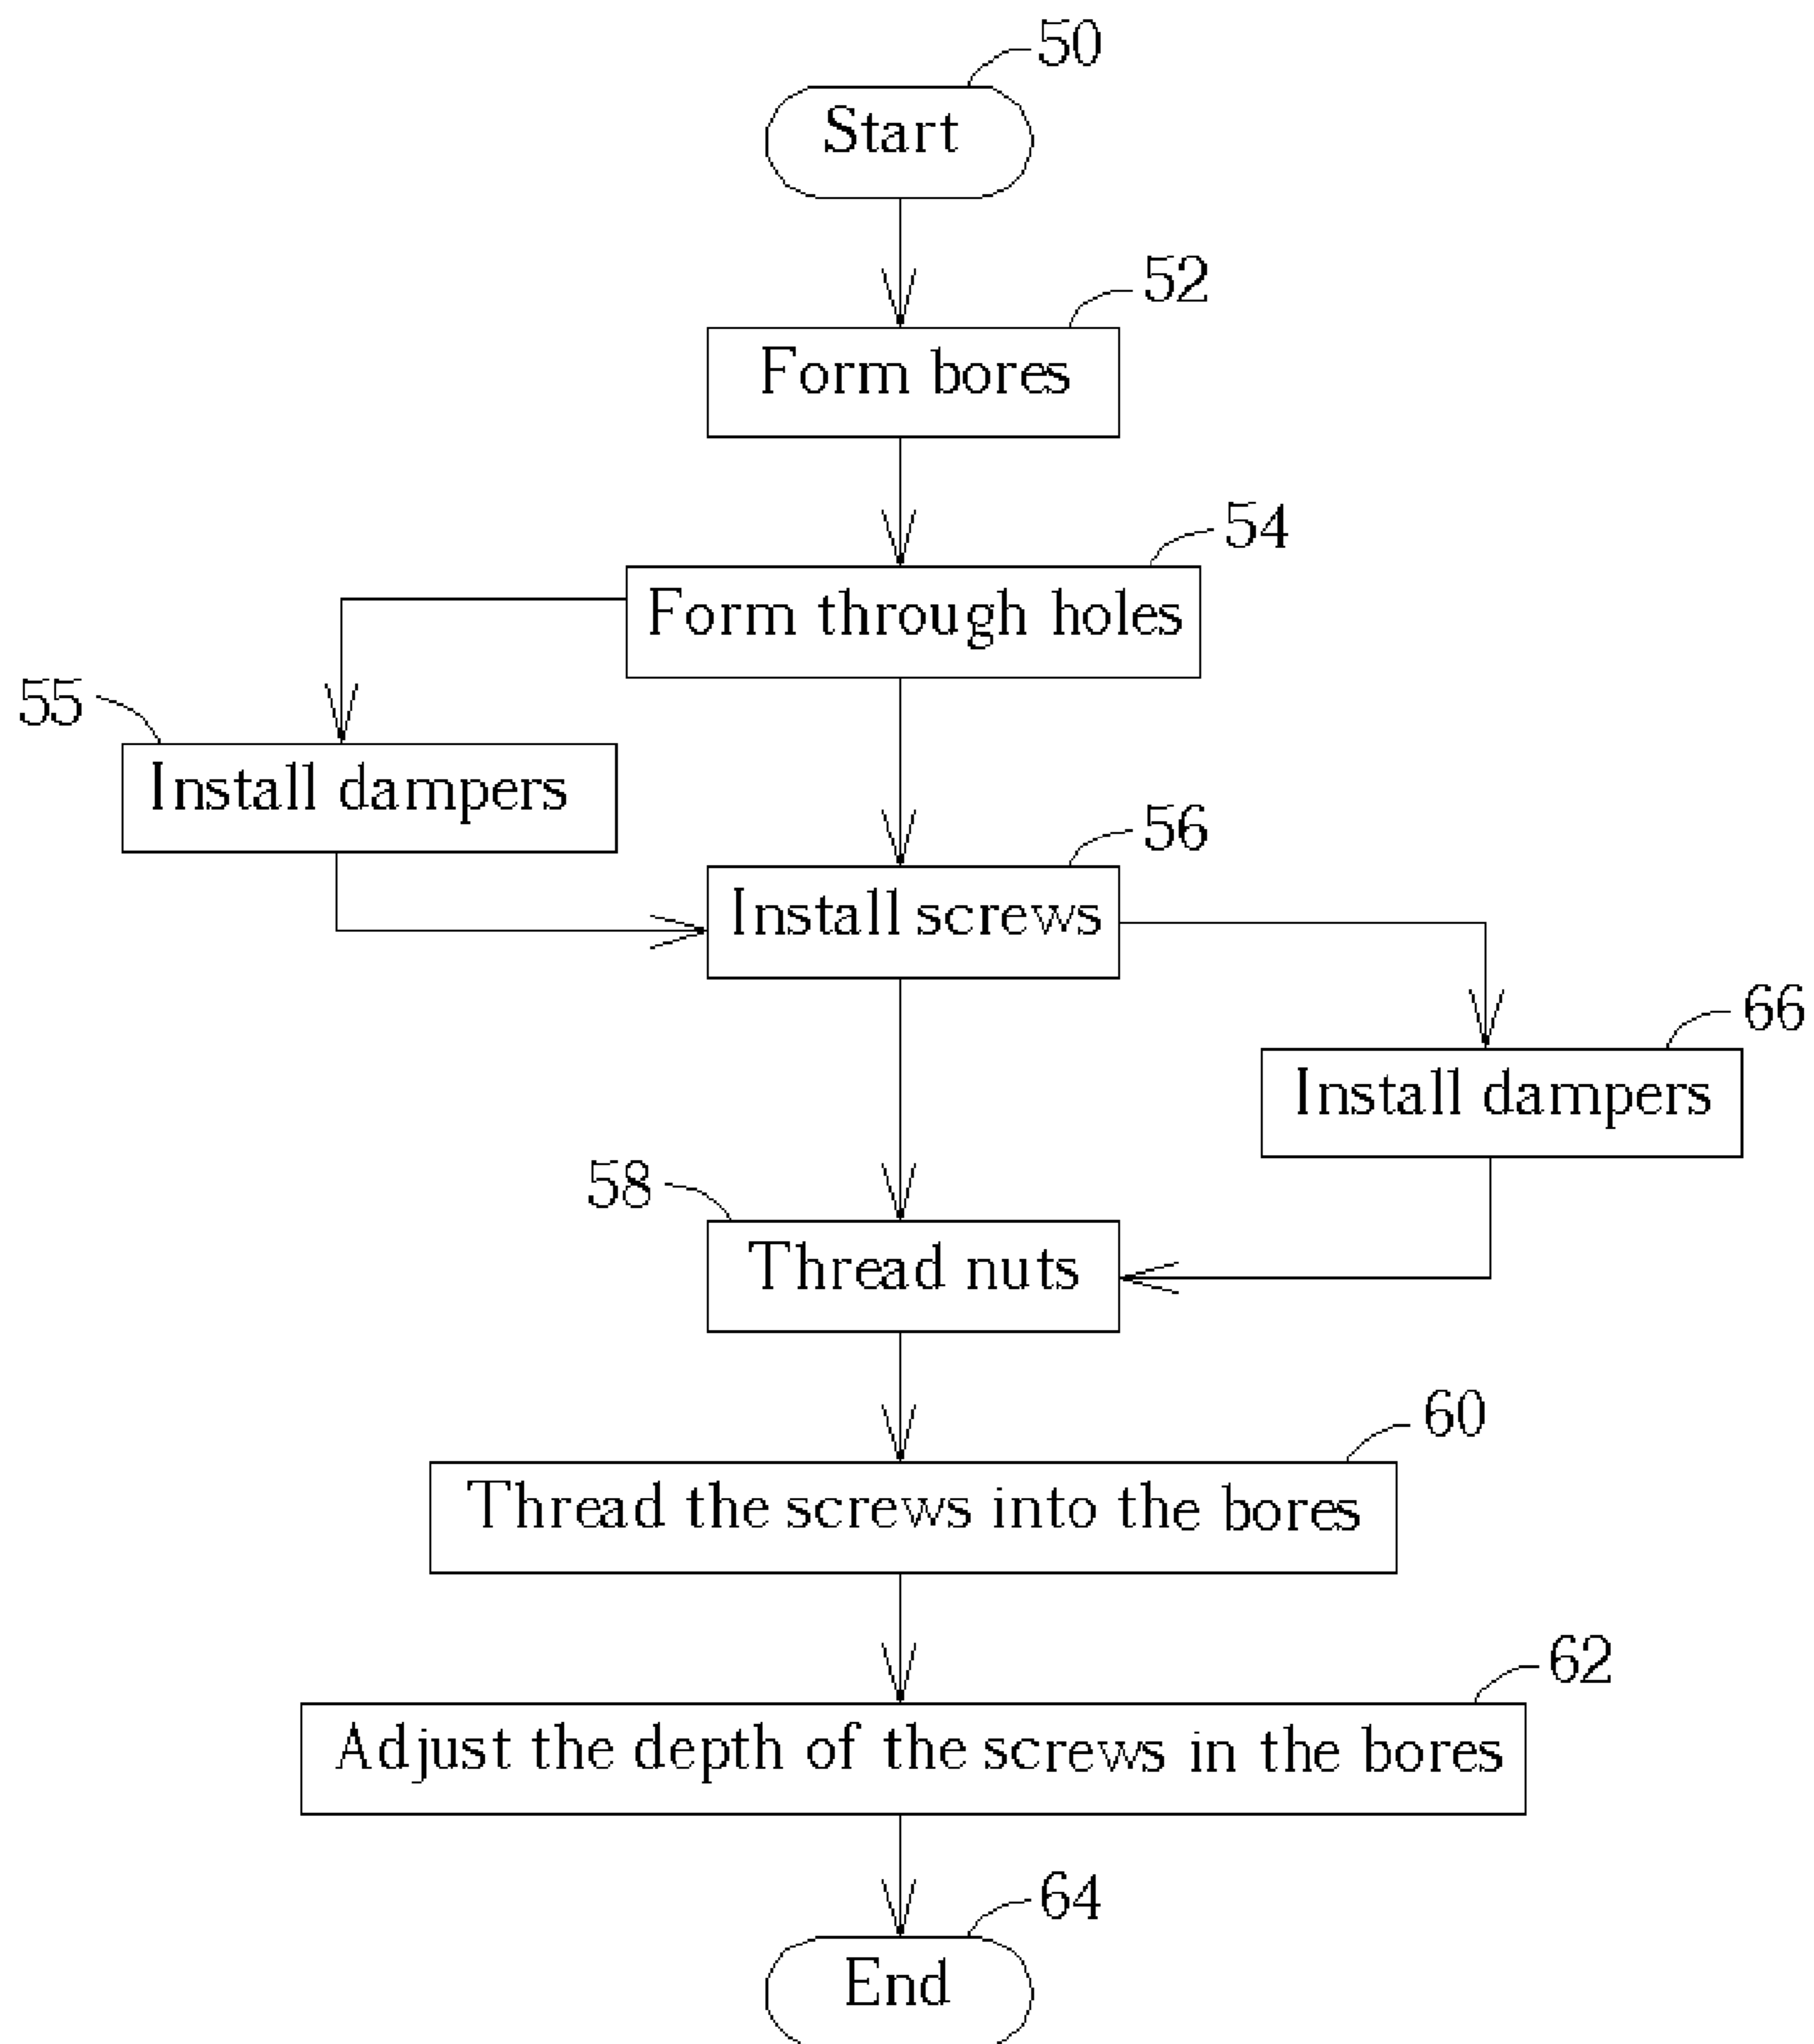 50
Start
52
Form bores
54
Form through holes
55
Install dampers
56
Install screws
66
Install dampers
58
Thread nuts
60
Thread the screws into the bores
62
Adjust the depth of the screws in the bores
64
End